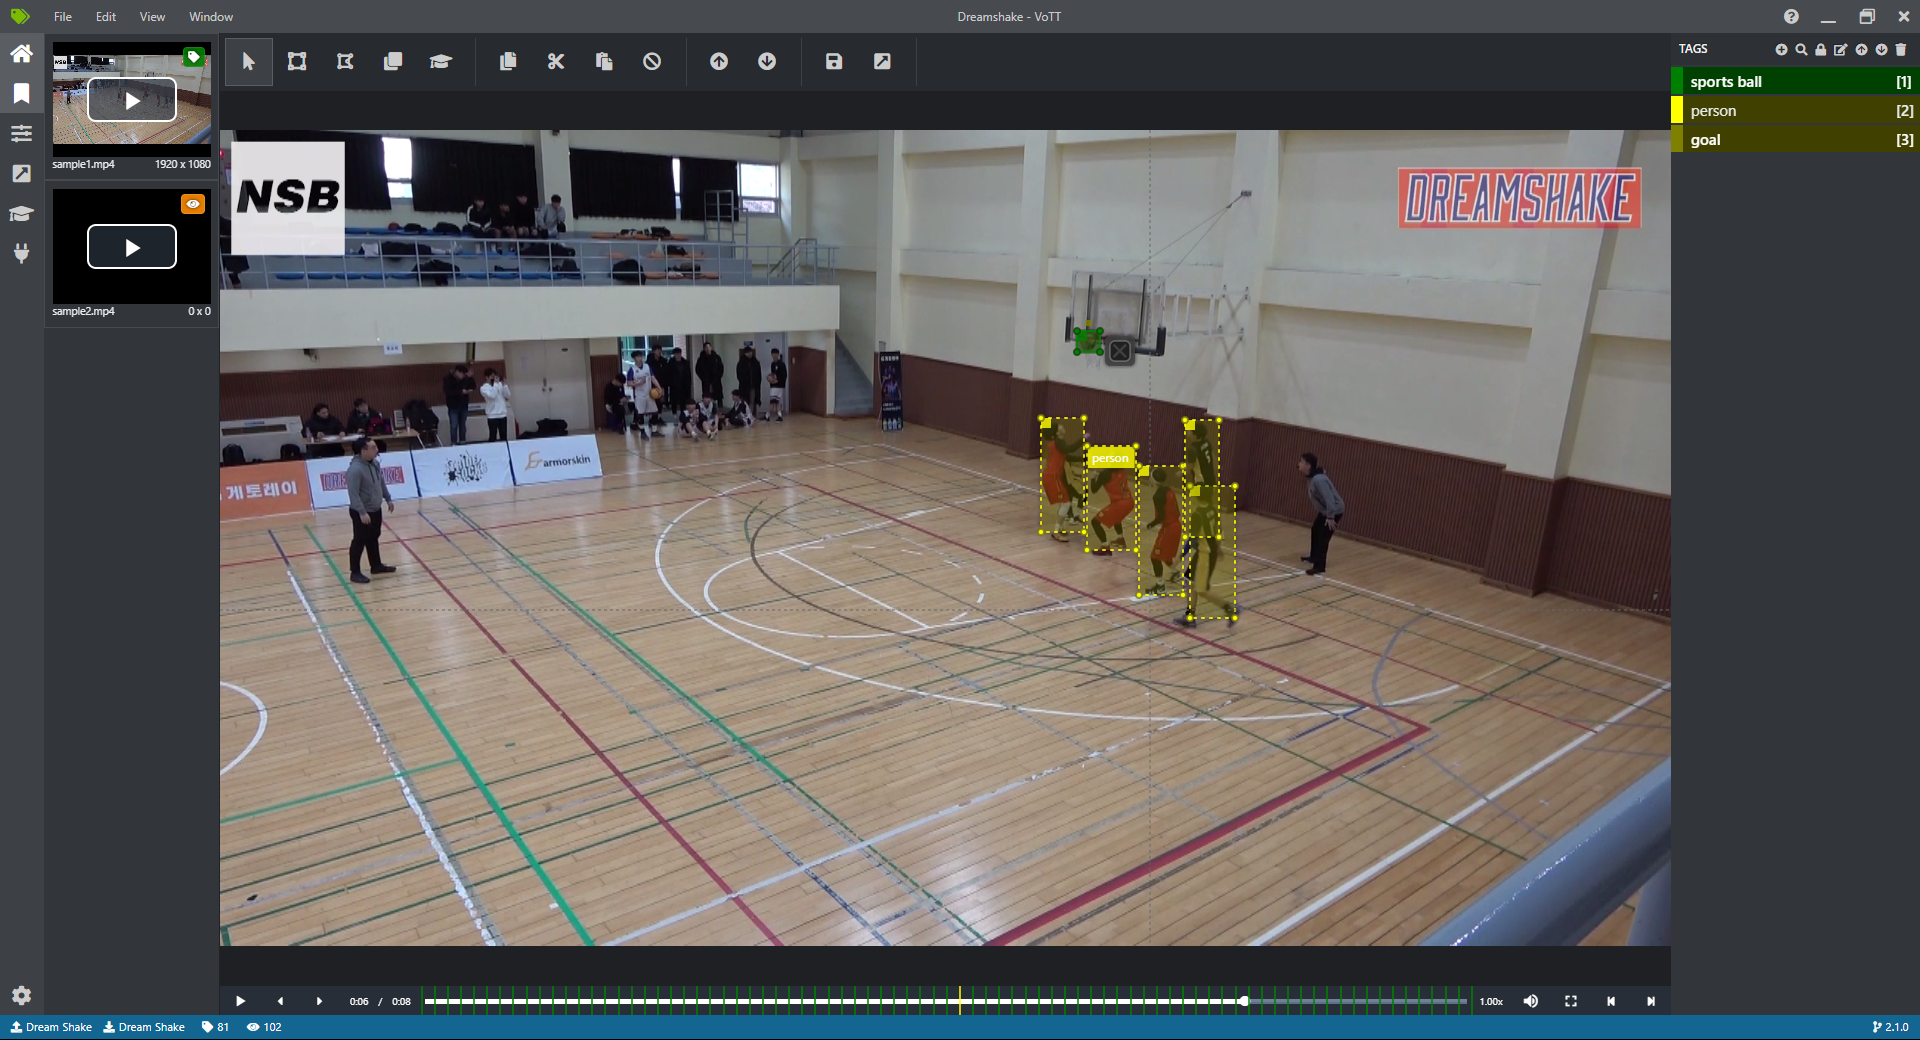 File Edit View Window
Dreamshake - VoTT
TAGS
sports ball [1]
person [2]
goal [3]
sample1.mp4 1920 x 1080
sample2.mp4 0 x 0
NSB
DREAMSHAKE
person
게토레이
armorskin
0:06 / 0:08
1.00x
Dream Shake Dream Shake 81 102
2.1.0